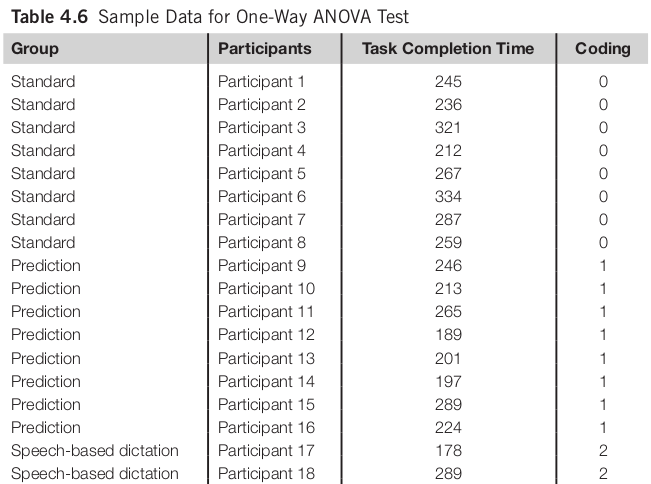 Table 4.6 Sample Data for One-Way ANOVA Test
Group Participants Task Completion Time Coding
Standard Participant 1 245 0
Standard Participant 2 236 0
Standard Participant 3 321 0
Standard Participant 4 212 0
Standard Participant 5 267 0
Standard Participant 6 334 0
Standard Participant 7 287 0
Standard Participant 8 259 0
Prediction Participant 9 246 1
Prediction Participant 10 213 1
Prediction Participant 11 265 1
Prediction Participant 12 189 1
Prediction Participant 13 201 1
Prediction Participant 14 197 1
Prediction Participant 15 289 1
Prediction Participant 16 224 1
Speech-based dictation Participant 17 178 2
Speech-based dictation Participant 18 289 2